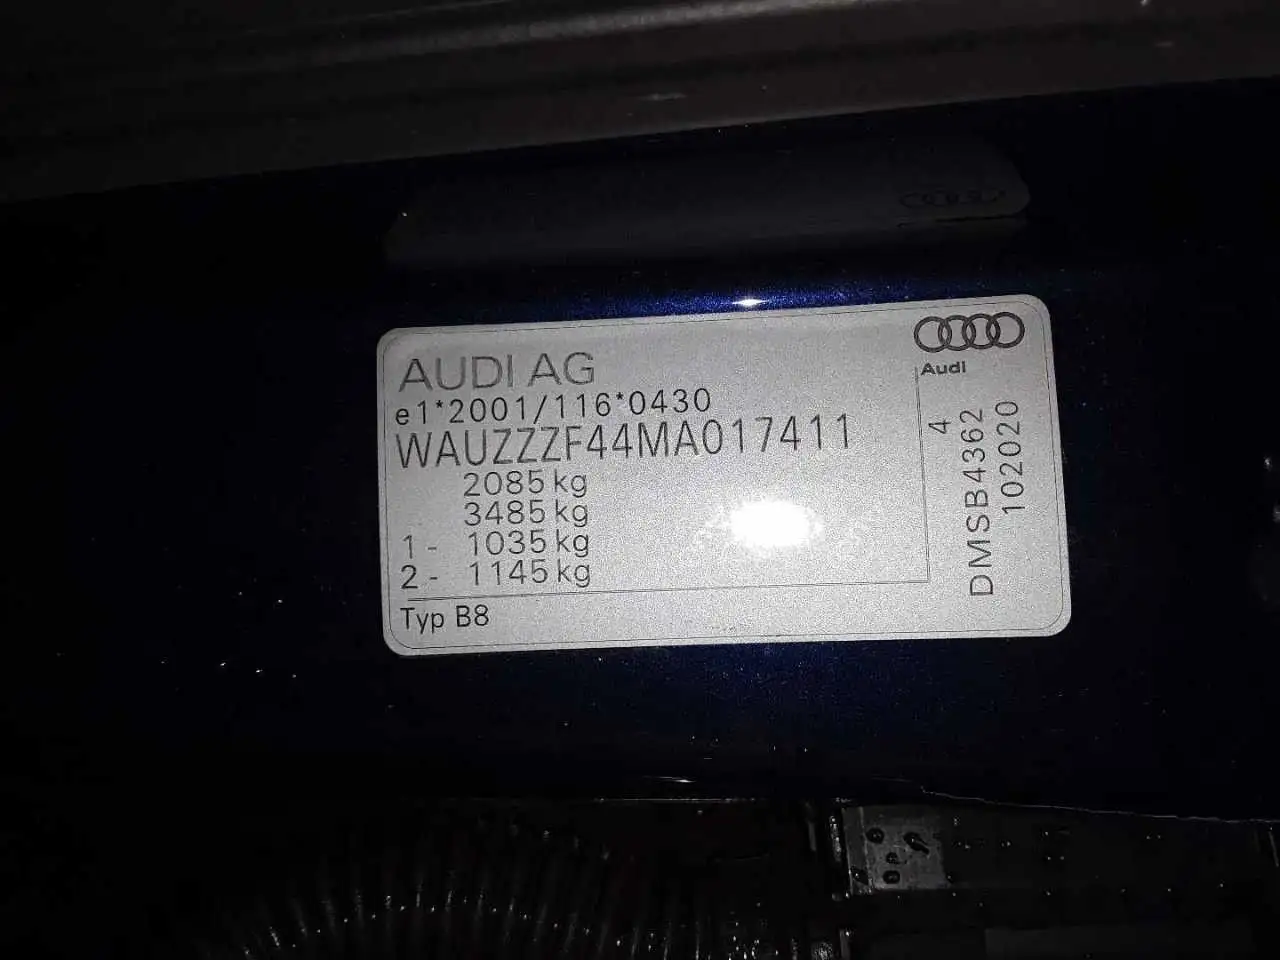 AUDI AG
e1*2001/116*0430
WAUZZZF44MA017411
2085 kg
3485 kg
1 - 1035 kg
2 - 1145 kg
Typ B8
Audi
4
DMSB4362
102020